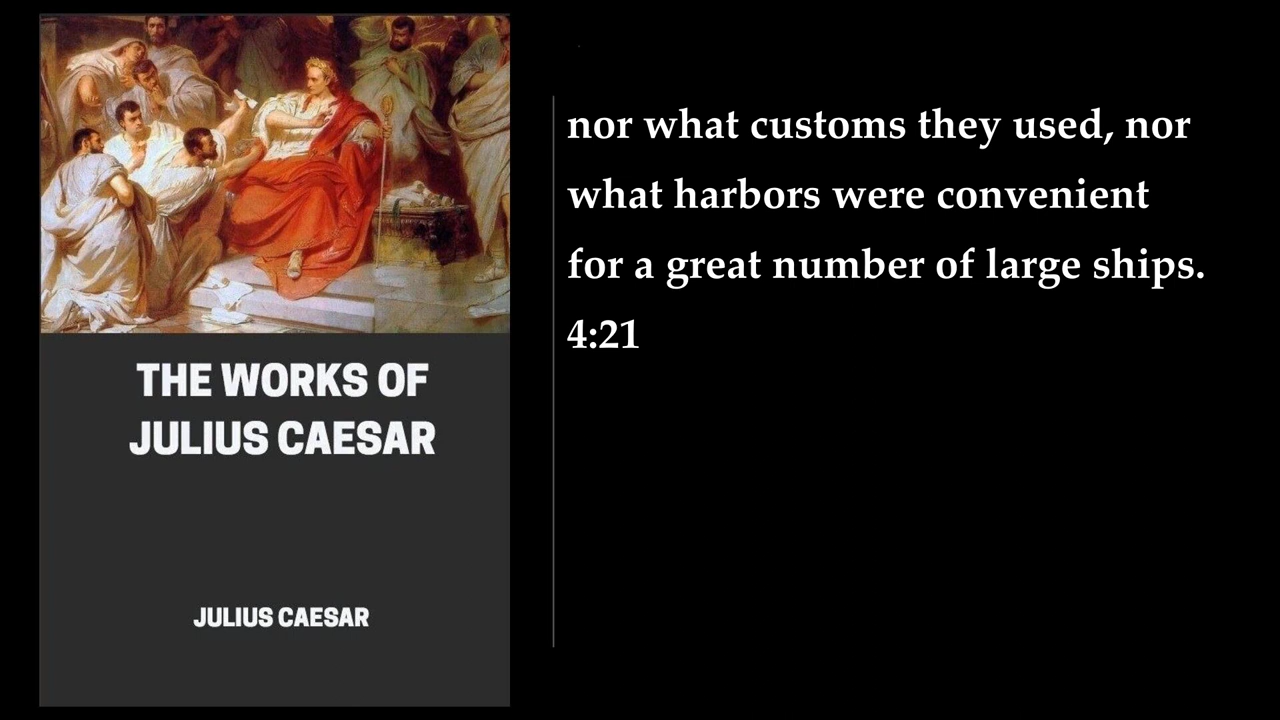 THE WORKS OF
JULIUS CAESAR
JULIUS CAESAR
nor what customs they used, nor
what harbors were convenient
for a great number of large ships.
4:21